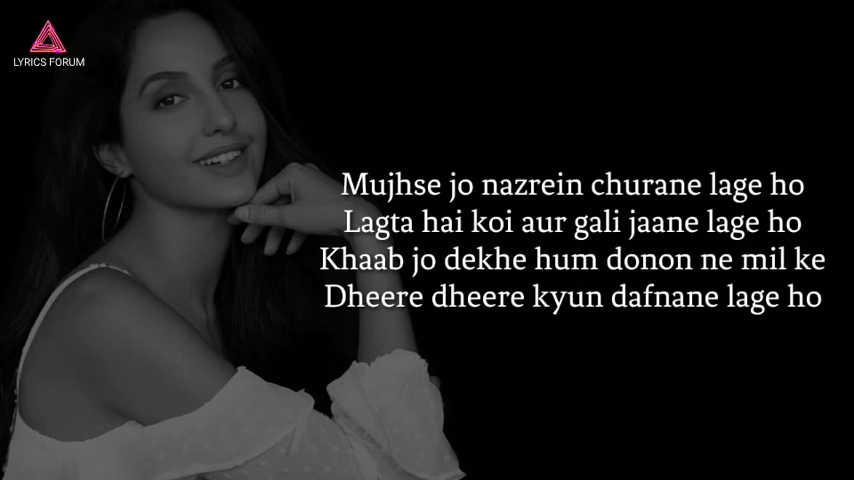 LYRICS FORUM
Mujhse jo nazrein churane lage ho
Lagta hai koi aur gali jaane lage ho
Khaab jo dekhe hum donon ne mil ke
Dheere dheere kyun dafnane lage ho